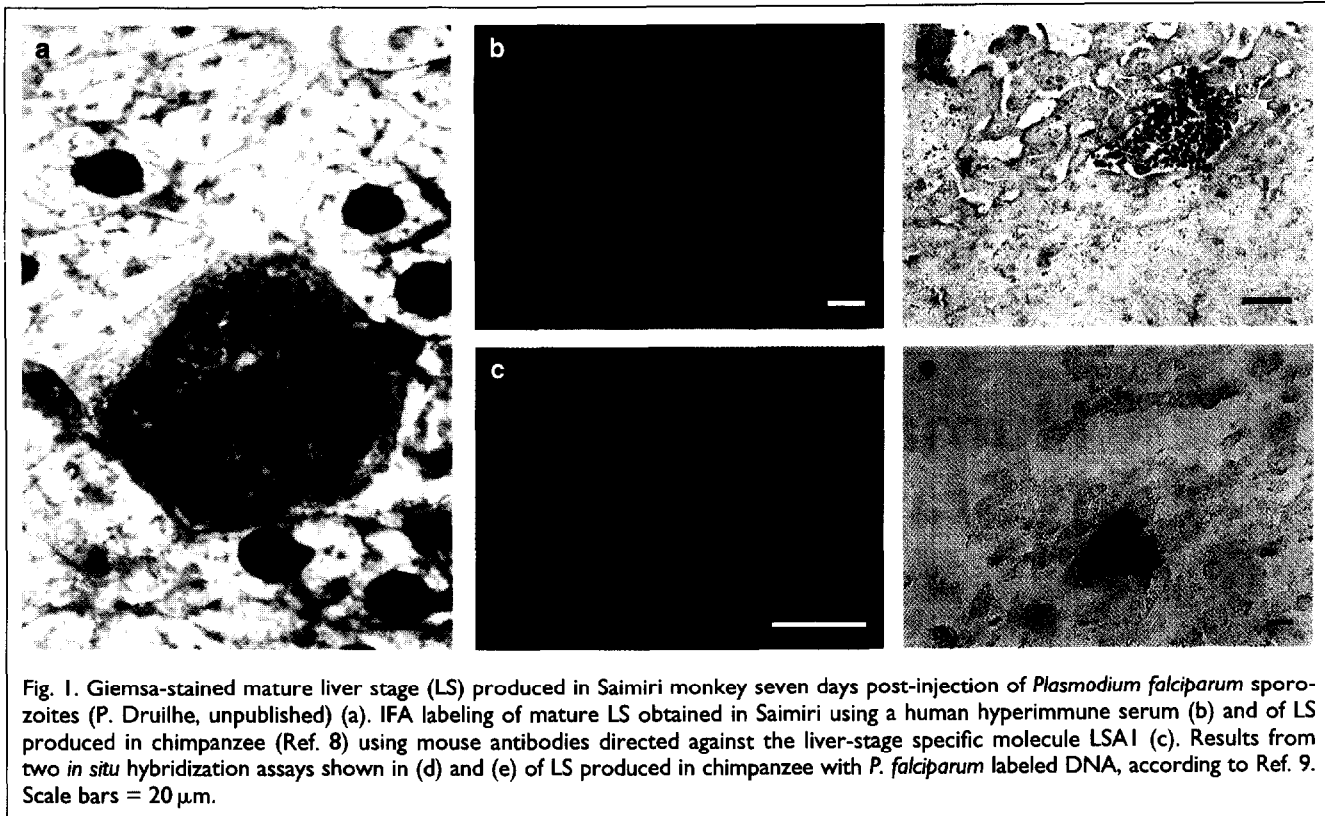 a
b
c
Fig. 1. Giemsa-stained mature liver stage (LS) produced in Saimiri monkey seven days post-injection of Plasmodium falciparum sporo-
zoites (P. Druilhe, unpublished) (a). IFA labeling of mature LS obtained in Saimiri using a human hyperimmune serum (b) and of LS
produced in chimpanzee (Ref. 8) using mouse antibodies directed against the liver-stage specific molecule LSA1 (c). Results from
two in situ hybridization assays shown in (d) and (e) of LS produced in chimpanzee with P. falciparum labeled DNA, according to Ref. 9.
Scale bars = 20 μm.